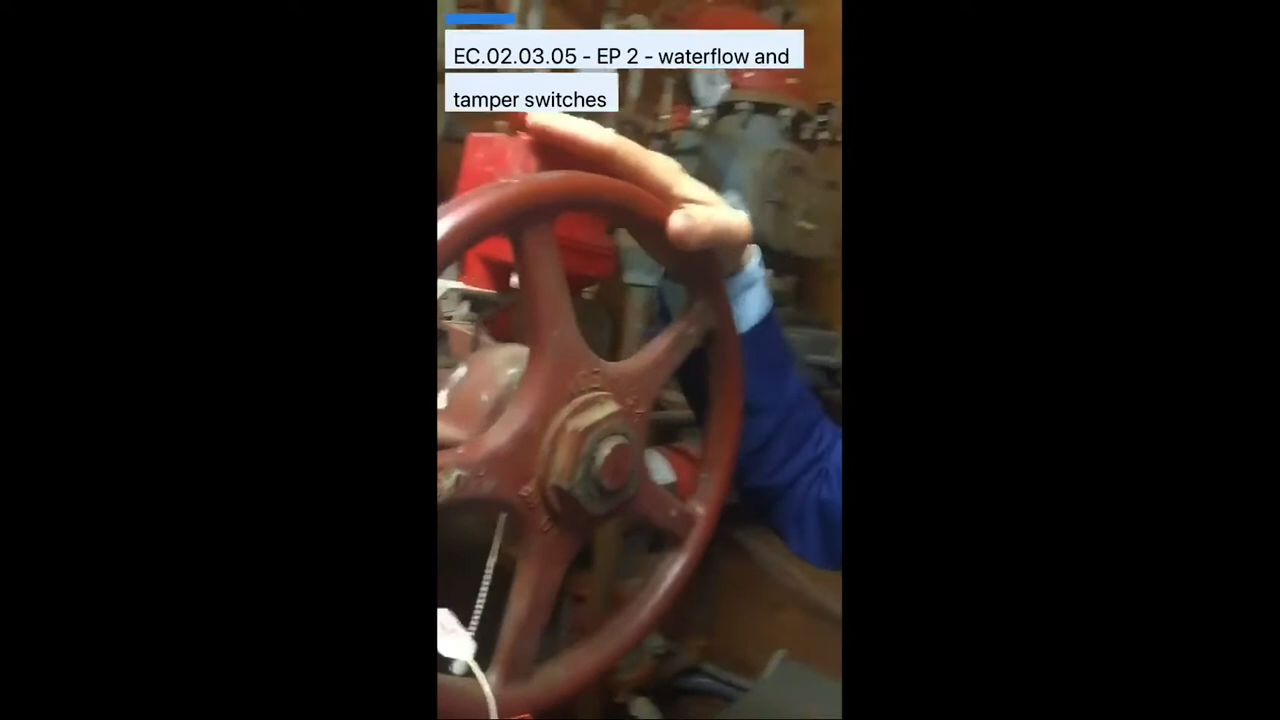 EC.02.03.05 - EP 2 - waterflow and
tamper switches